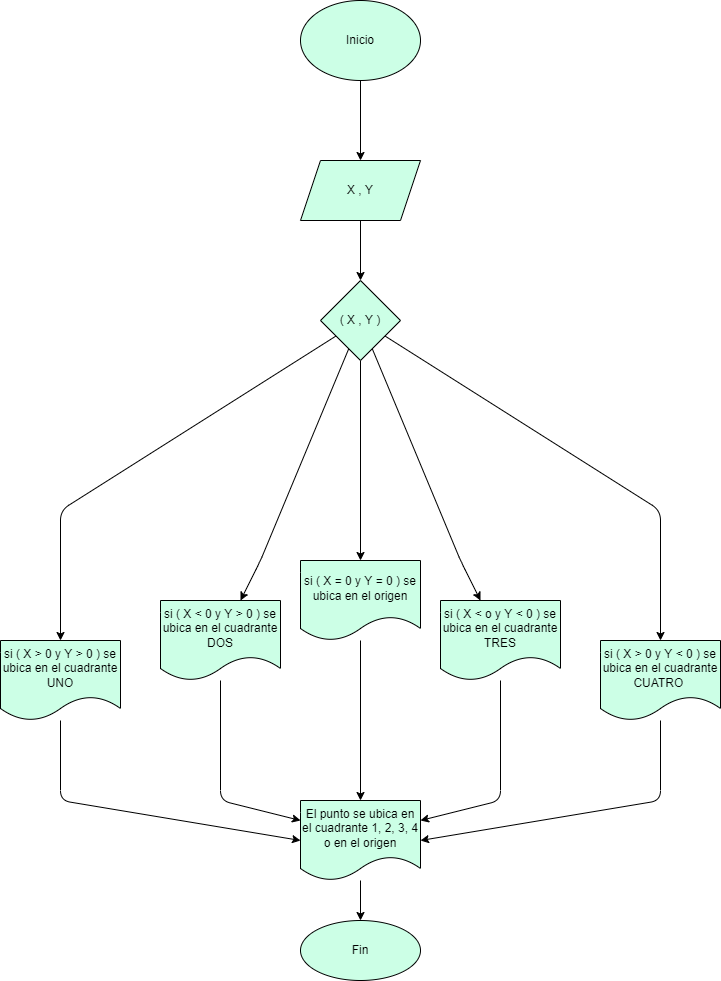 Inicio
X , Y
( X , Y )
si ( X = 0 y Y = 0 ) se
ubica en el origen
si ( X < 0 y Y > 0 ) se
ubica en el cuadrante
DOS
si ( X < o y Y < 0 ) se
ubica en el cuadrante
TRES
si ( X > 0 y Y > 0 ) se
ubica en el cuadrante
UNO
si ( X > 0 y Y < 0 ) se
ubica en el cuadrante
CUATRO
El punto se ubica en
el cuadrante 1, 2, 3, 4
o en el origen
Fin